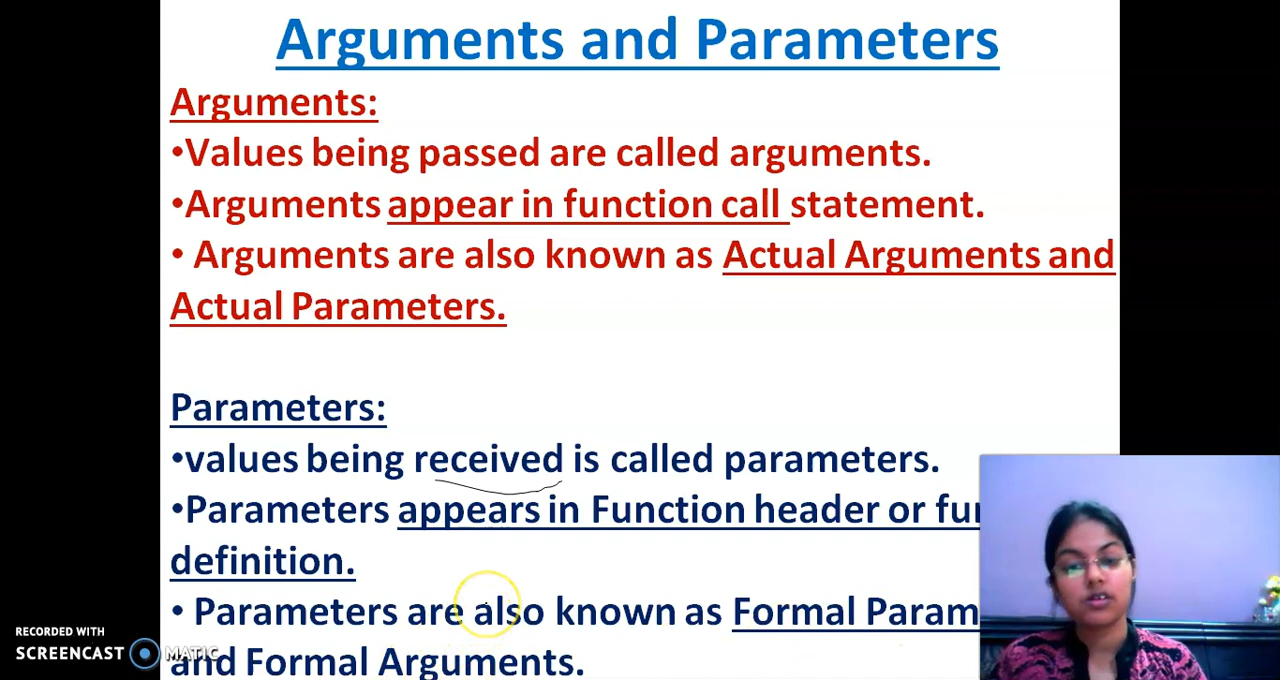 Arguments and Parameters
Arguments:
•Values being passed are called arguments.
•Arguments appear in function call statement.
• Arguments are also known as Actual Arguments and
Actual Parameters.
Parameters:
•values being received is called parameters.
•Parameters appears in Function header or
definition.
• Parameters are also known as Formal
and Formal Arguments.
RECORDED WITH
SCREENCAST MATIC